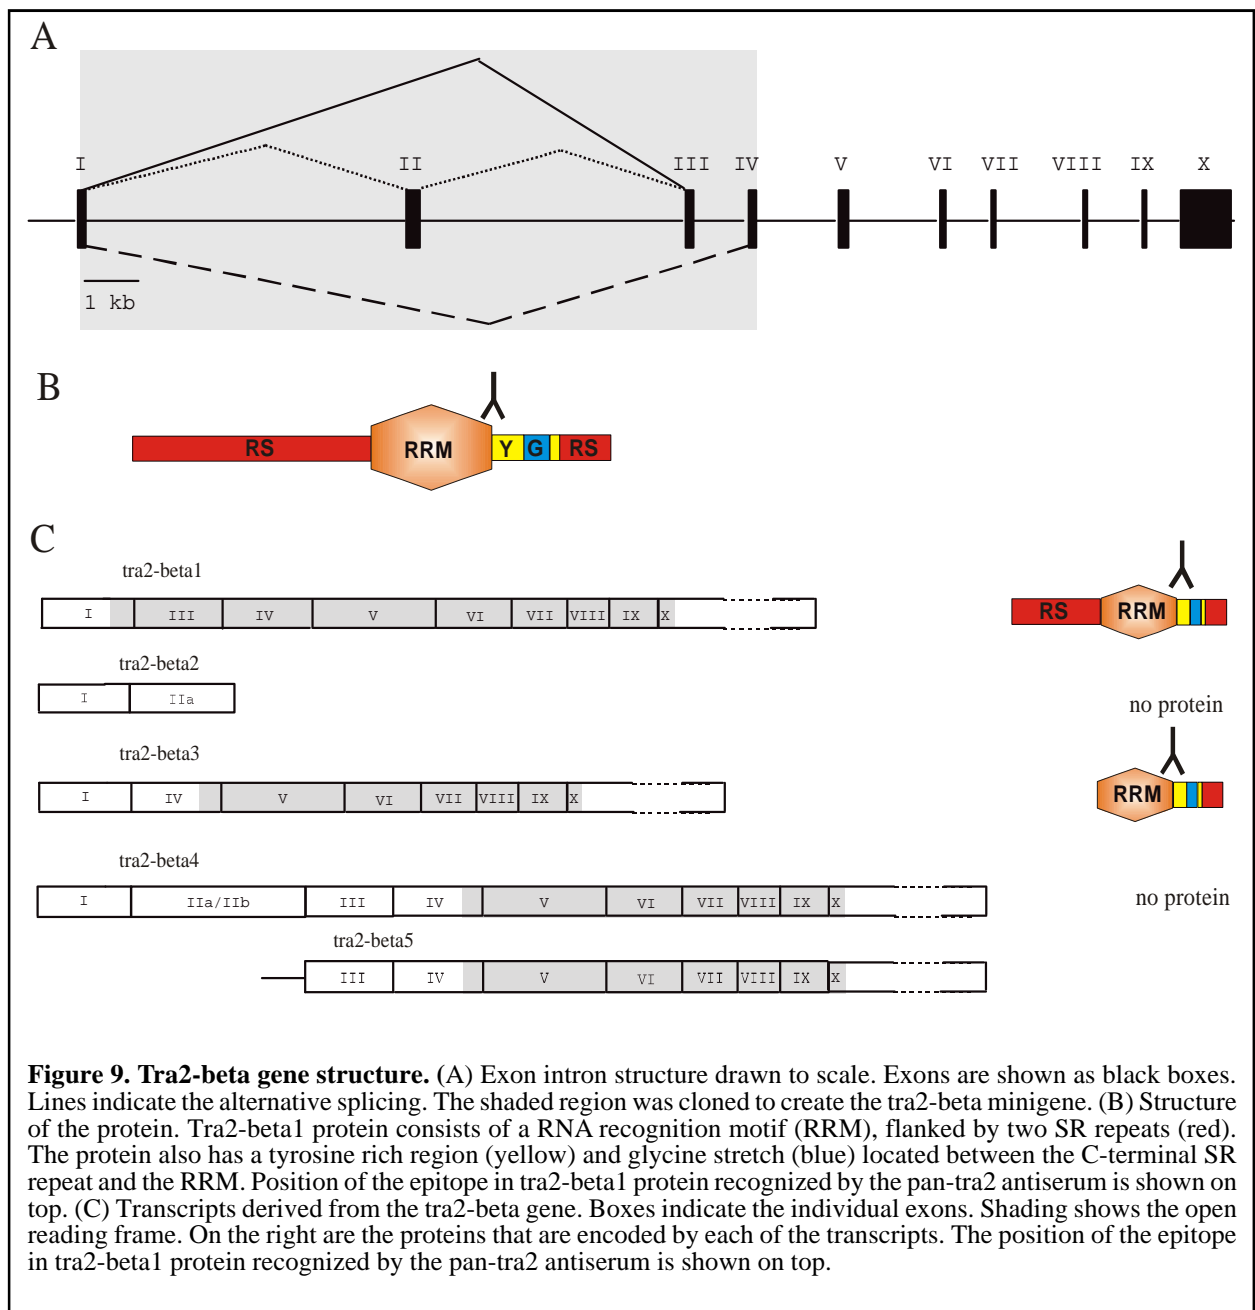 A
I II III IV V VI VII VIII IX X
1 kb
B
RS RRM Y G RS
C
tra2-beta1
I III IV V VI VII VIII IX X
RS RRM
tra2-beta2
I IIa
no protein
tra2-beta3
I IV V VI VII VIII IX X
RRM
tra2-beta4
I IIa/IIb III IV V VI VII VIII IX X
no protein
tra2-beta5
III IV V VI VII VIII IX X
Figure 9. Tra2-beta gene structure. (A) Exon intron structure drawn to scale. Exons are shown as black boxes.
Lines indicate the alternative splicing. The shaded region was cloned to create the tra2-beta minigene. (B) Structure
of the protein. Tra2-beta1 protein consists of a RNA recognition motif (RRM), flanked by two SR repeats (red).
The protein also has a tyrosine rich region (yellow) and glycine stretch (blue) located between the C-terminal SR
repeat and the RRM. Position of the epitope in tra2-beta1 protein recognized by the pan-tra2 antiserum is shown on
top. (C) Transcripts derived from the tra2-beta gene. Boxes indicate the individual exons. Shading shows the open
reading frame. On the right are the proteins that are encoded by each of the transcripts. The position of the epitope
in tra2-beta1 protein recognized by the pan-tra2 antiserum is shown on top.